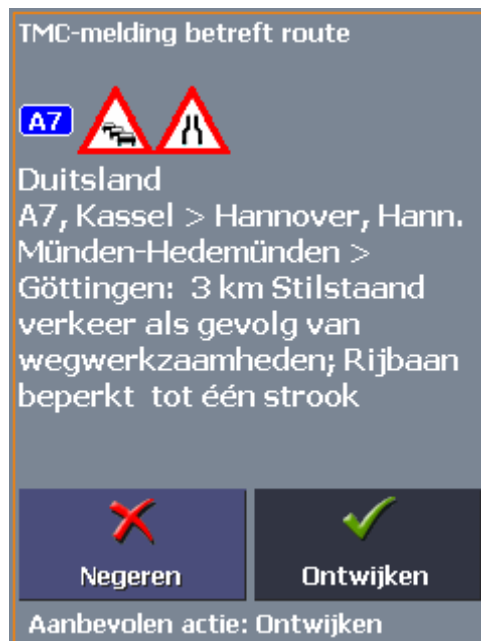 TMC-melding betreft route
A7
Duitsland
A7, Kassel > Hannover, Hann.
Münden-Hedemünden >
Göttingen:  3 km Stilstaand
verkeer als gevolg van
wegwerkzaamheden; Rijbaan
beperkt  tot één strook
Negeren
Ontwijken
Aanbevolen actie: Ontwijken